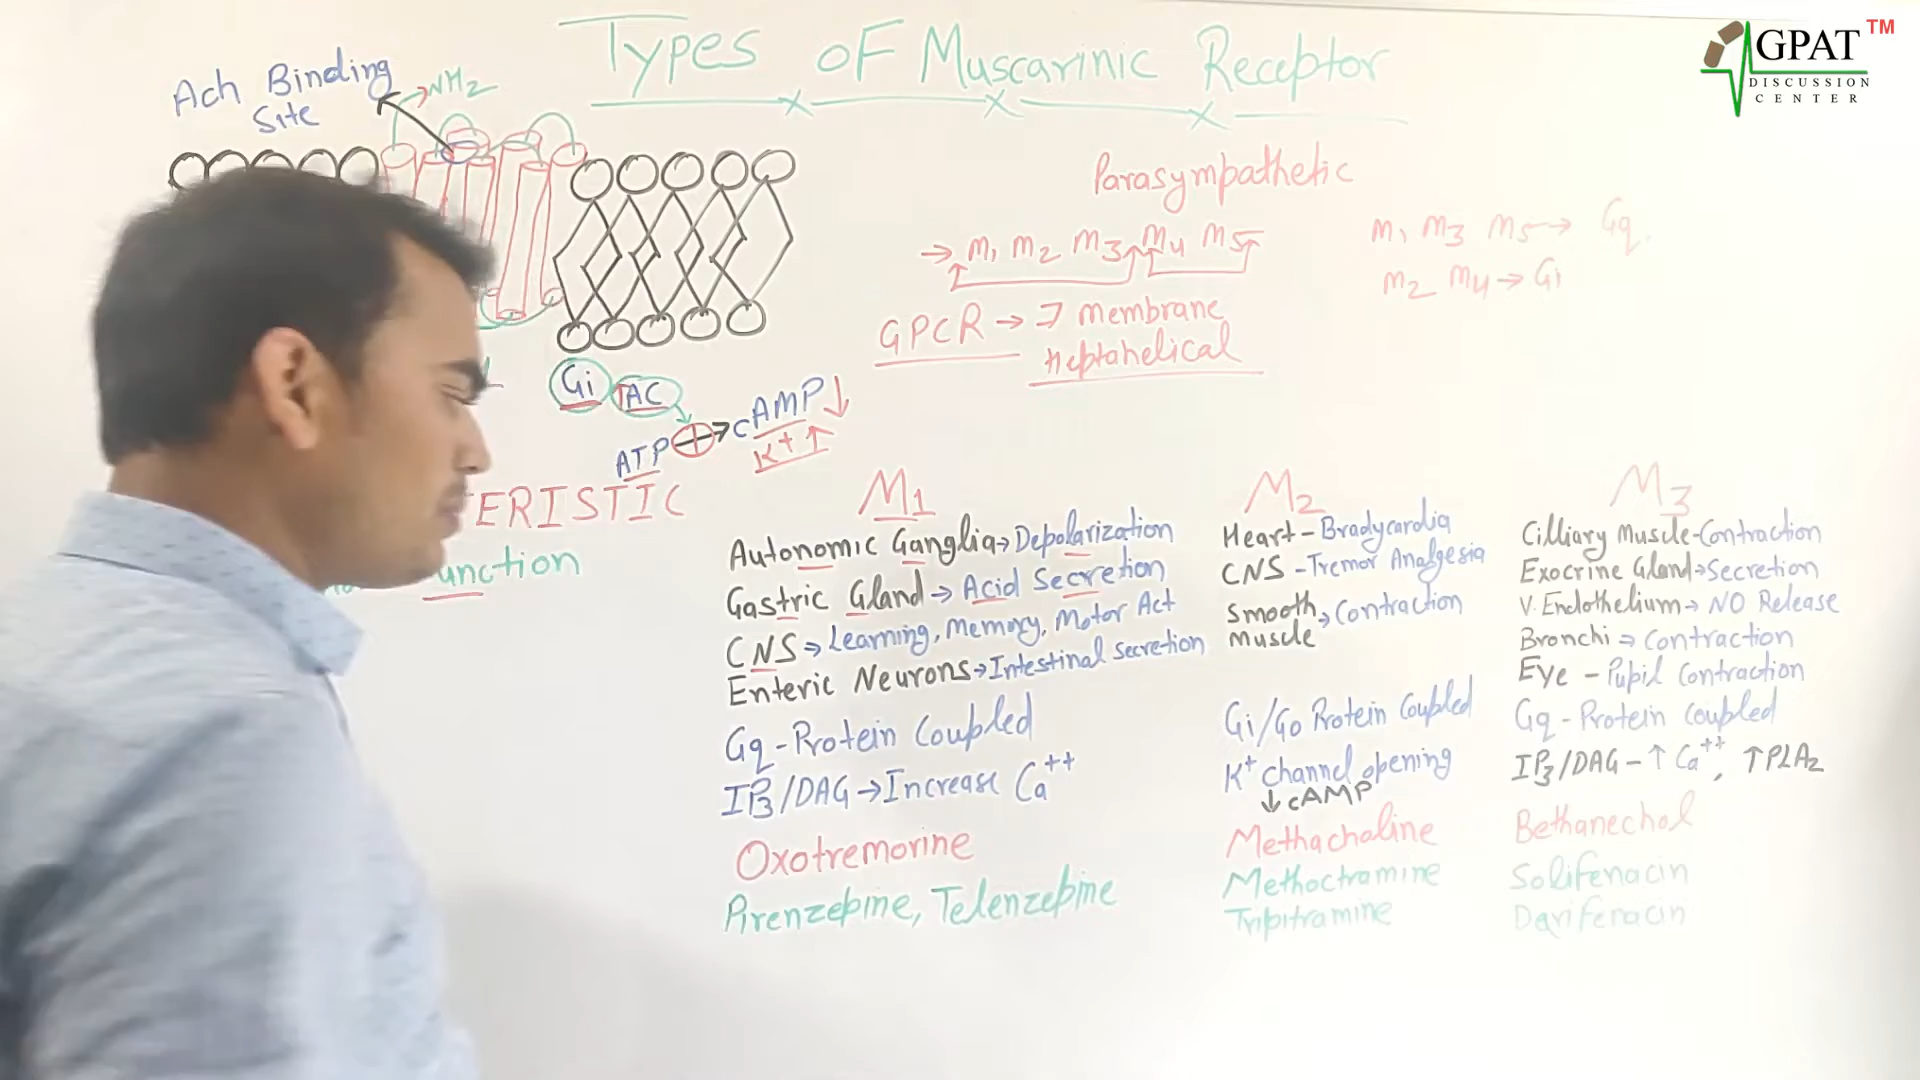 Types of Muscarinic Receptor
GPAT TM
DISCUSSION
CENTER
Ach Binding
Site
NH2
Parasympathetic
→ M1 M2 M3 M4 M5
GPCR → 7 membrane
Heptahelical
M1 M3 M5 → Gq
M2 M4 → Gi
Gi AC
ATP → cAMP ↓
K+ ↑
ERISTIC
unction
M1
Autonomic Ganglia → Depolarization
Gastric Gland → Acid Secretion
CNS → Learning, Memory, Motor Act
Enteric Neurons → Intestinal secretion
Gq - Protein Coupled
IP3/DAG → Increase Ca++
Oxotremorine
Pirenzepine, Telenzepine
M2
Heart - Bradycardia
CNS - Tremor Analgesia
Smooth → Contraction
muscle
Gi/Go Protein Coupled
K+ channel opening
↓ cAMP
Methacholine
Methoctramine
Tripitramine
M3
Cilliary Muscle - Contraction
Exocrine Gland → Secretion
V. Endothelium → NO Release
Bronchi → Contraction
Eye - Pupil Contraction
Gq - Protein Coupled
IP3/DAG - ↑ Ca++, ↑ PLA2
Bethanechol
Solifenacin
Darifenacin